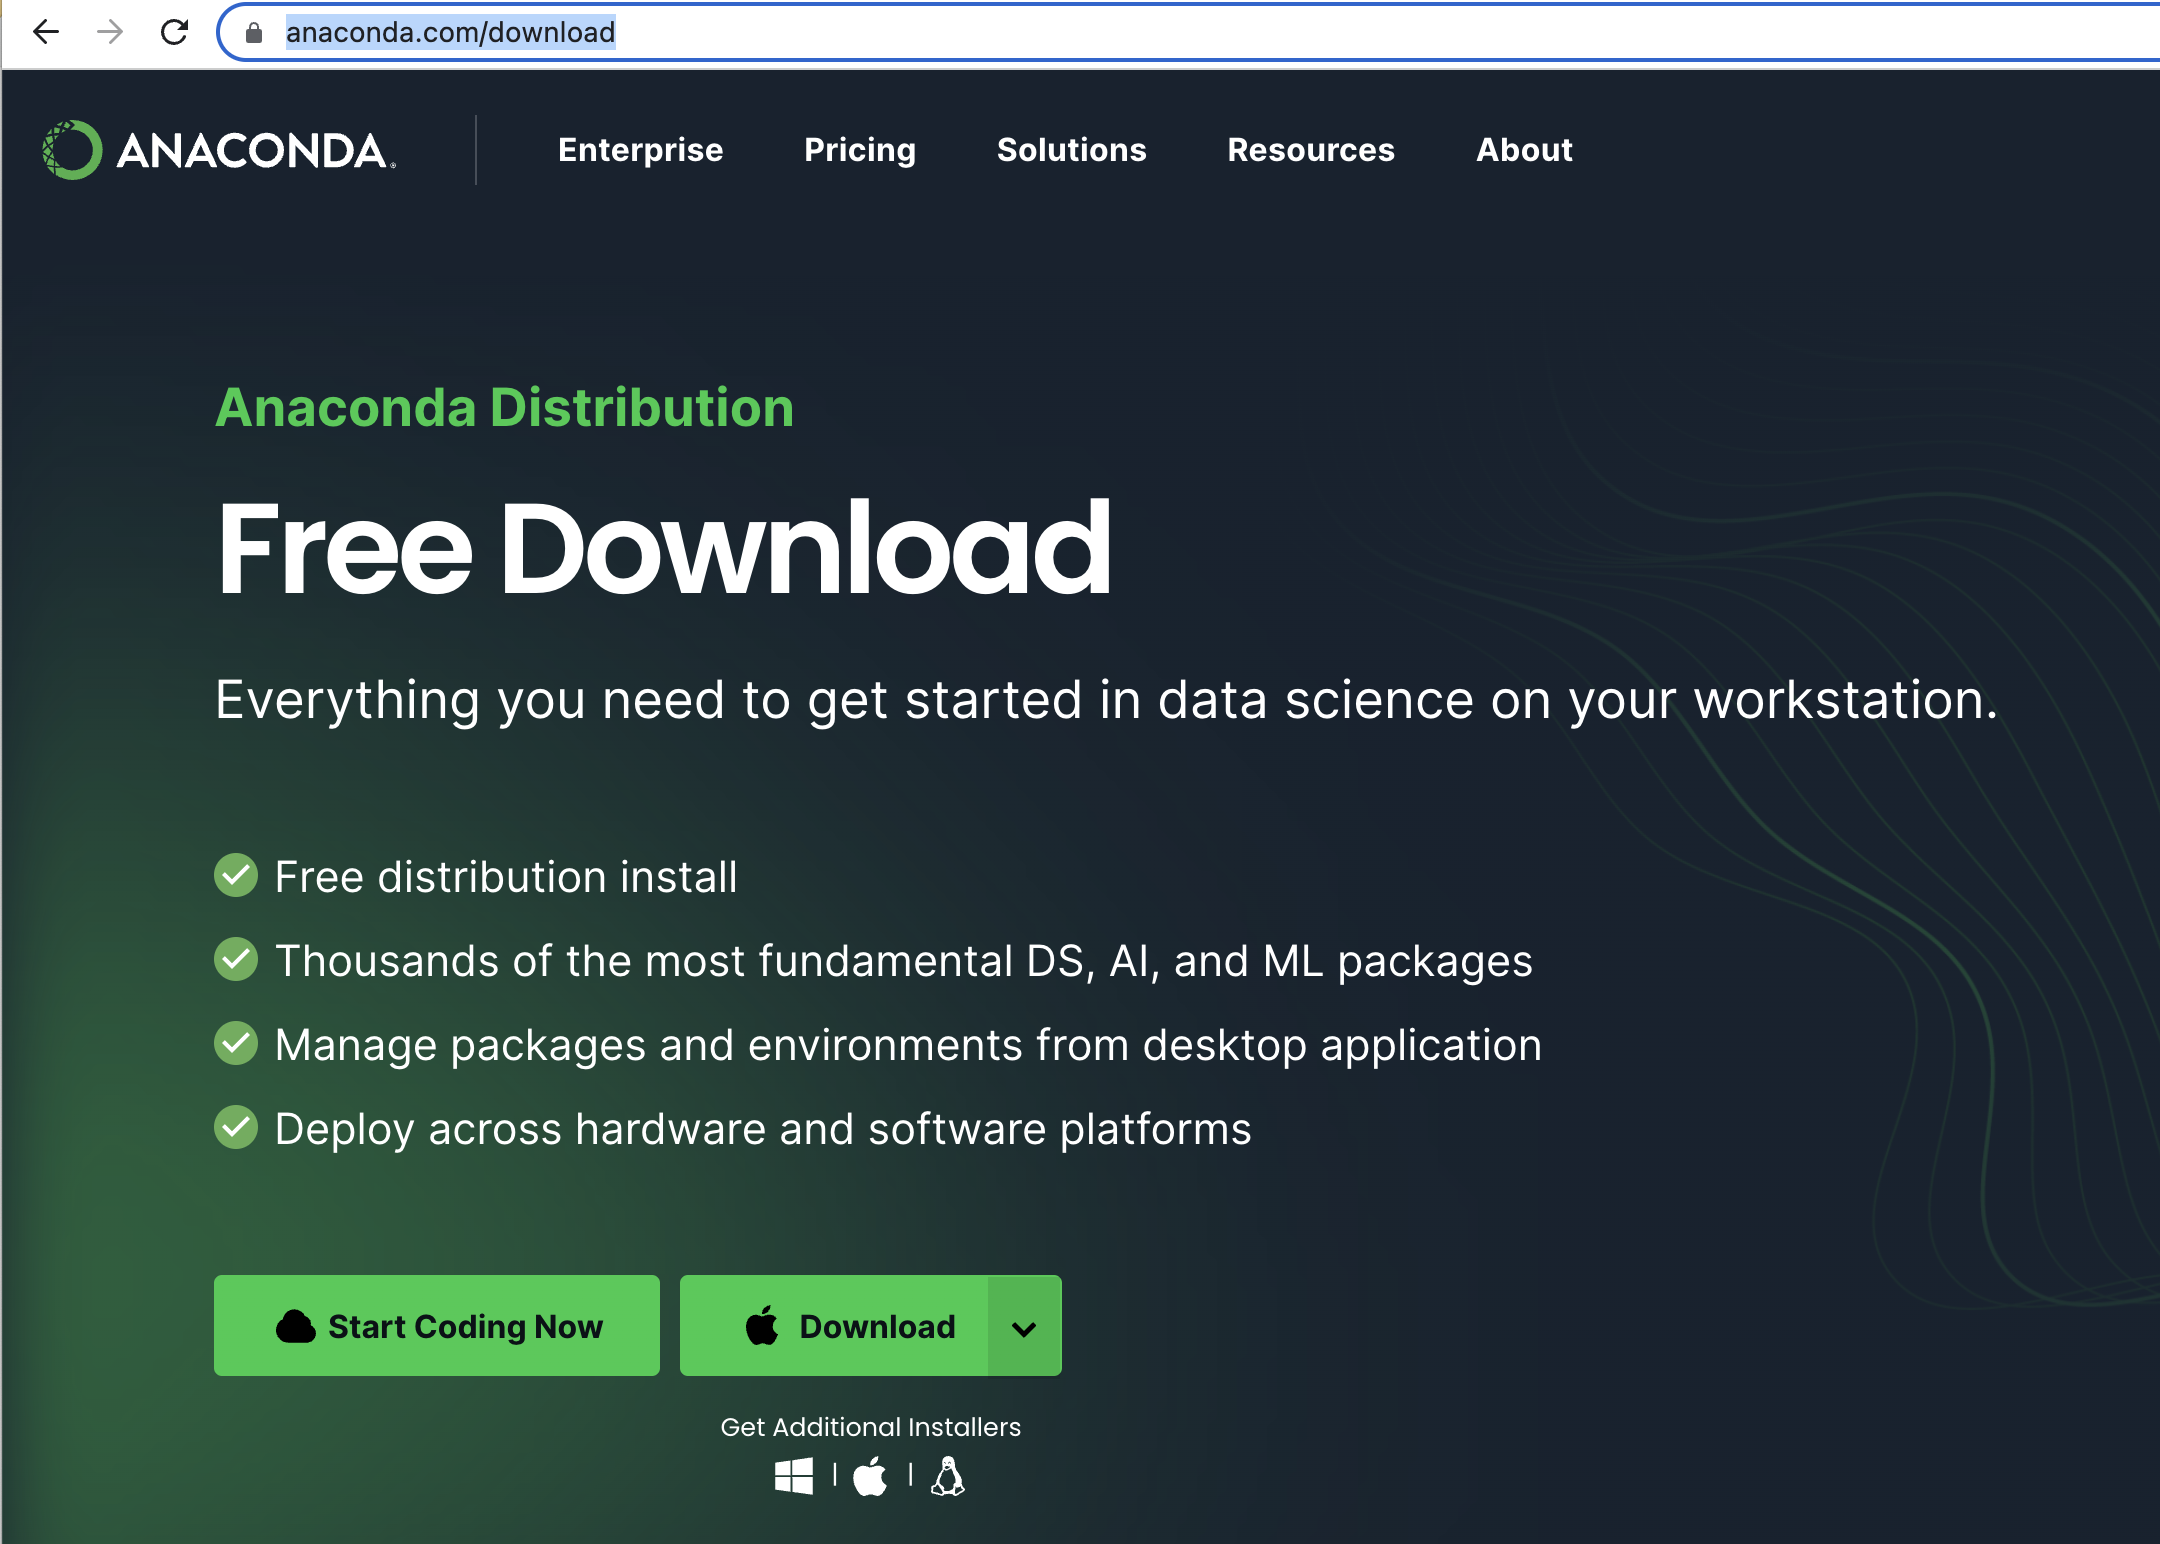 anaconda.com/download
ANACONDA.
Enterprise Pricing Solutions Resources About
Anaconda Distribution
Free Download
Everything you need to get started in data science on your workstation.
Free distribution install
Thousands of the most fundamental DS, AI, and ML packages
Manage packages and environments from desktop application
Deploy across hardware and software platforms
Start Coding Now Download
Get Additional Installers